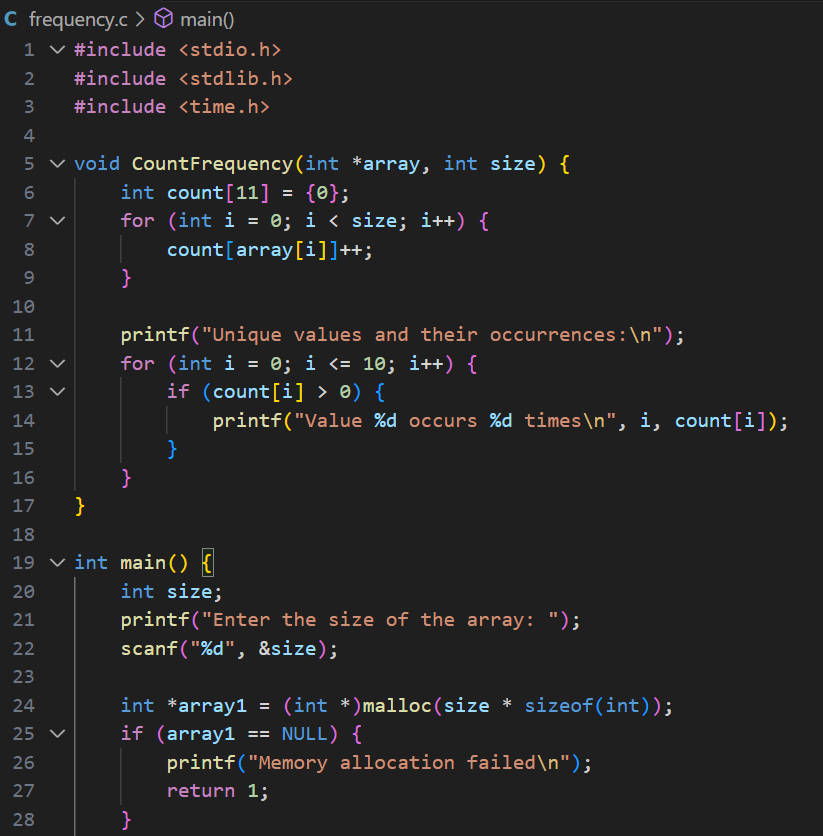 C frequency.c > main()
1 #include <stdio.h>
2 #include <stdlib.h>
3 #include <time.h>
4
5 void CountFrequency(int *array, int size) {
6     int count[11] = {0};
7     for (int i = 0; i < size; i++) {
8         count[array[i]]++;
9     }
10
11     printf("Unique values and their occurrences:\n");
12     for (int i = 0; i <= 10; i++) {
13         if (count[i] > 0) {
14             printf("Value %d occurs %d times\n", i, count[i]);
15         }
16     }
17 }
18
19 int main() {
20     int size;
21     printf("Enter the size of the array: ");
22     scanf("%d", &size);
23
24     int *array1 = (int *)malloc(size * sizeof(int));
25     if (array1 == NULL) {
26         printf("Memory allocation failed\n");
27         return 1;
28     }